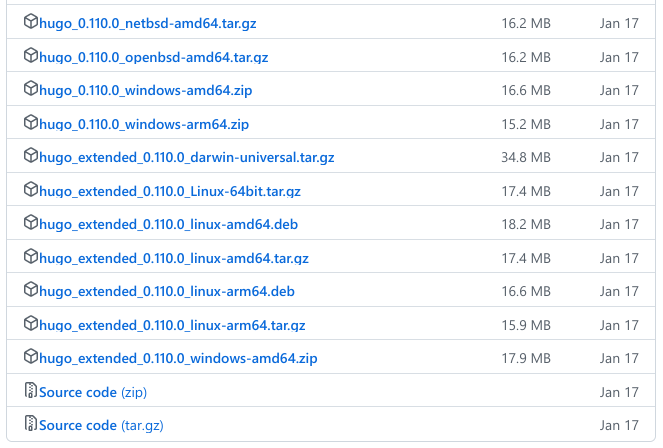 hugo_0.110.0_netbsd-amd64.tar.gz 16.2 MB Jan 17
hugo_0.110.0_openbsd-amd64.tar.gz 16.2 MB Jan 17
hugo_0.110.0_windows-amd64.zip 16.6 MB Jan 17
hugo_0.110.0_windows-arm64.zip 15.2 MB Jan 17
hugo_extended_0.110.0_darwin-universal.tar.gz 34.8 MB Jan 17
hugo_extended_0.110.0_Linux-64bit.tar.gz 17.4 MB Jan 17
hugo_extended_0.110.0_linux-amd64.deb 18.2 MB Jan 17
hugo_extended_0.110.0_linux-amd64.tar.gz 17.4 MB Jan 17
hugo_extended_0.110.0_linux-arm64.deb 16.6 MB Jan 17
hugo_extended_0.110.0_linux-arm64.tar.gz 15.9 MB Jan 17
hugo_extended_0.110.0_windows-amd64.zip 17.9 MB Jan 17
Source code (zip) Jan 17
Source code (tar.gz) Jan 17